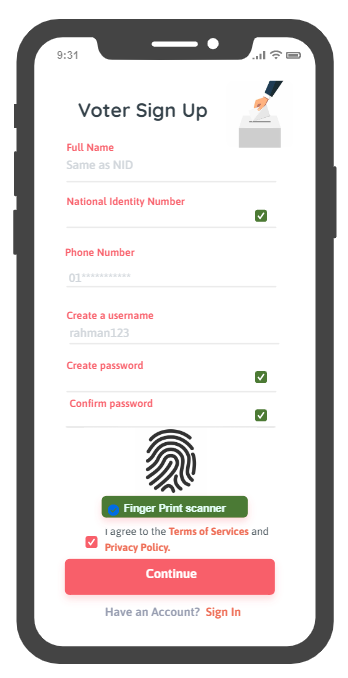 9:31
Voter Sign Up
Full Name
Same as NID
National Identity Number
Phone Number
01***********
Create a username
rahman123
Create password
Confirm password
Finger Print scanner
I agree to the Terms of Services and
Privacy Policy.
Continue
Have an Account? Sign In